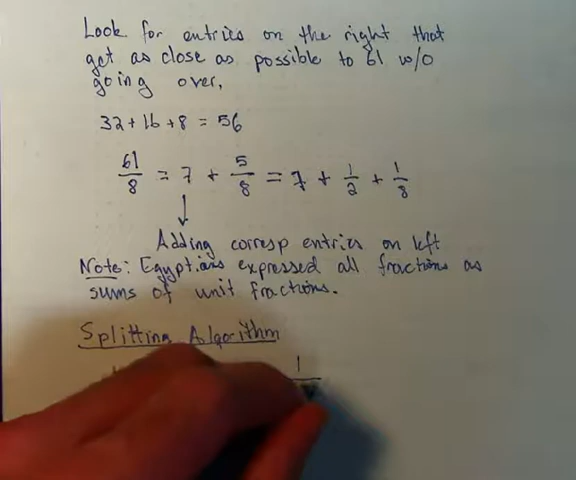 Look for entries on the right that
get as close as possible to 61 w/o
going over,
32 + 16 + 8 = 56
61/8 = 7 + 5/8 = 7 + 1/2 + 1/8
Adding corresp entries on left
Note: Egyptians expressed all fractions as
sums of unit fractions.
Splitting Algorithm
1